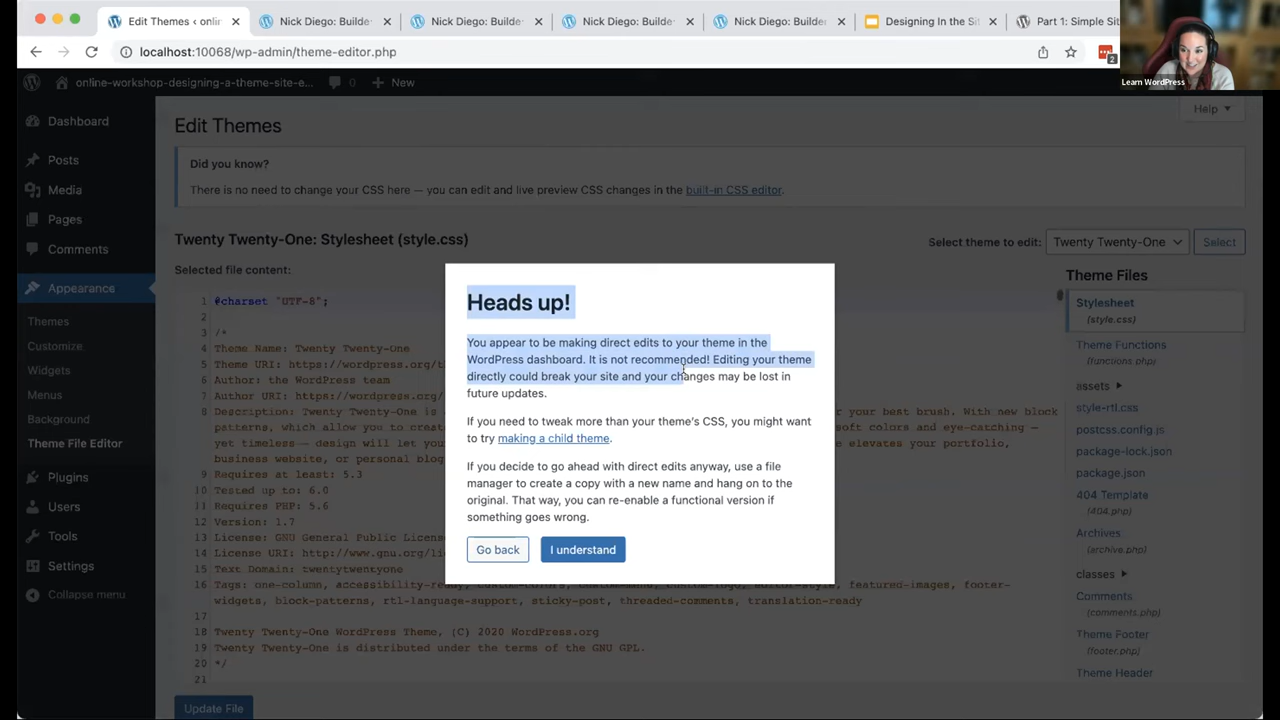 Edit Themes ‹ onlin
Nick Diego: Builde
Nick Diego: Builde
Nick Diego: Builde
Nick Diego: Builde
Designing In the Si
Part 1: Simple Sit
localhost:10068/wp-admin/theme-editor.php
2
Learn WordPress
online-workshop-designing-a-theme-site-e...
0
New
Help
Dashboard
Posts
Media
Pages
Comments
Appearance
Themes
Customize
Widgets
Menus
Background
Theme File Editor
Plugins
Users
Tools
Settings
Collapse menu
Edit Themes
Did you know?
There is no need to change your CSS here — you can edit and live preview CSS changes in the built-in CSS editor.
Twenty Twenty-One: Stylesheet (style.css)
Select theme to edit: Twenty Twenty-One Select
Selected file content:
1 @charset "UTF-8";
2
3 /*
4 Theme Name: Twenty Twenty-One
5 Theme URI: https://wordpress.or
6 Author: the WordPress team
7 Author URI: https://wordpress.o
8 Description: Twenty Twenty-One is your best brush. With new block
patterns, which allow you to create soft colors and eye-catching —
yet timeless — design will let you elevates your portfolio,
business website, or personal blog
9 Requires at least: 5.3
10 Tested up to: 6.0
11 Requires PHP: 5.6
12 Version: 1.7
13 License: GNU General Public Licens
14 License URI: http://www.gnu.org/li
15 Text Domain: twentytwentyone
16 Tags: one-column, accessibility-ready, featured-images, footer-
widgets, block-patterns, rtl-language-support, sticky-post, threaded-comments, translation-ready
17
18 Twenty Twenty-One WordPress Theme, (C) 2020 WordPress.org
19 Twenty Twenty-One is distributed under the terms of the GNU GPL.
20 */
21
Update File
Heads up!
You appear to be making direct edits to your theme in the
WordPress dashboard. It is not recommended! Editing your theme
directly could break your site and your changes may be lost in
future updates.
If you need to tweak more than your theme's CSS, you might want
to try making a child theme.
If you decide to go ahead with direct edits anyway, use a file
manager to create a copy with a new name and hang on to the
original. That way, you can re-enable a functional version if
something goes wrong.
Go back
I understand
Theme Files
Stylesheet
(style.css)
Theme Functions
(functions.php)
assets
style-rtl.css
postcss.config.js
package-lock.json
package.json
404 Template
(404.php)
Archives
(archive.php)
classes
Comments
(comments.php)
Theme Footer
(footer.php)
Theme Header